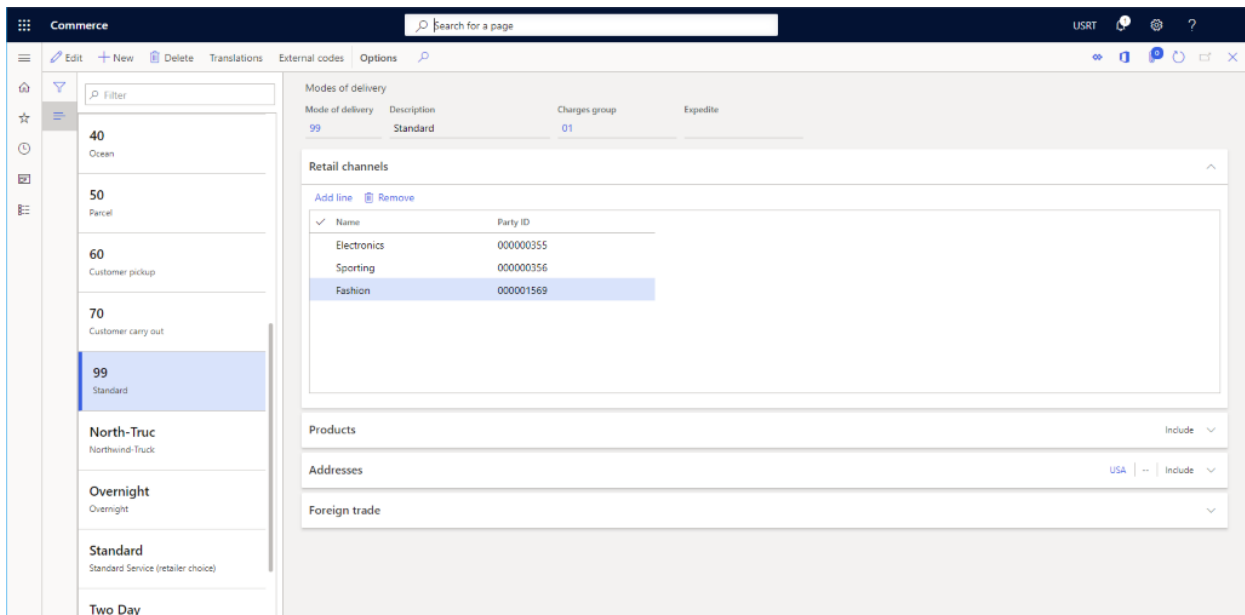 Commerce
Search for a page
USRT
1
?
Edit New Delete Translations External codes Options
0
Filter
40
Ocean
50
Parcel
60
Customer pickup
70
Customer carry out
99
Standard
North-Truc
Northwind-Truck
Overnight
Overnight
Standard
Standard Service (retailer choice)
Two Day
Modes of delivery
Mode of delivery Description Charges group Expedite
99 Standard 01
Retail channels
Add line Remove
Name Party ID
Electronics 000000355
Sporting 000000356
Fashion 000001569
Products Include
Addresses USA -- Include
Foreign trade